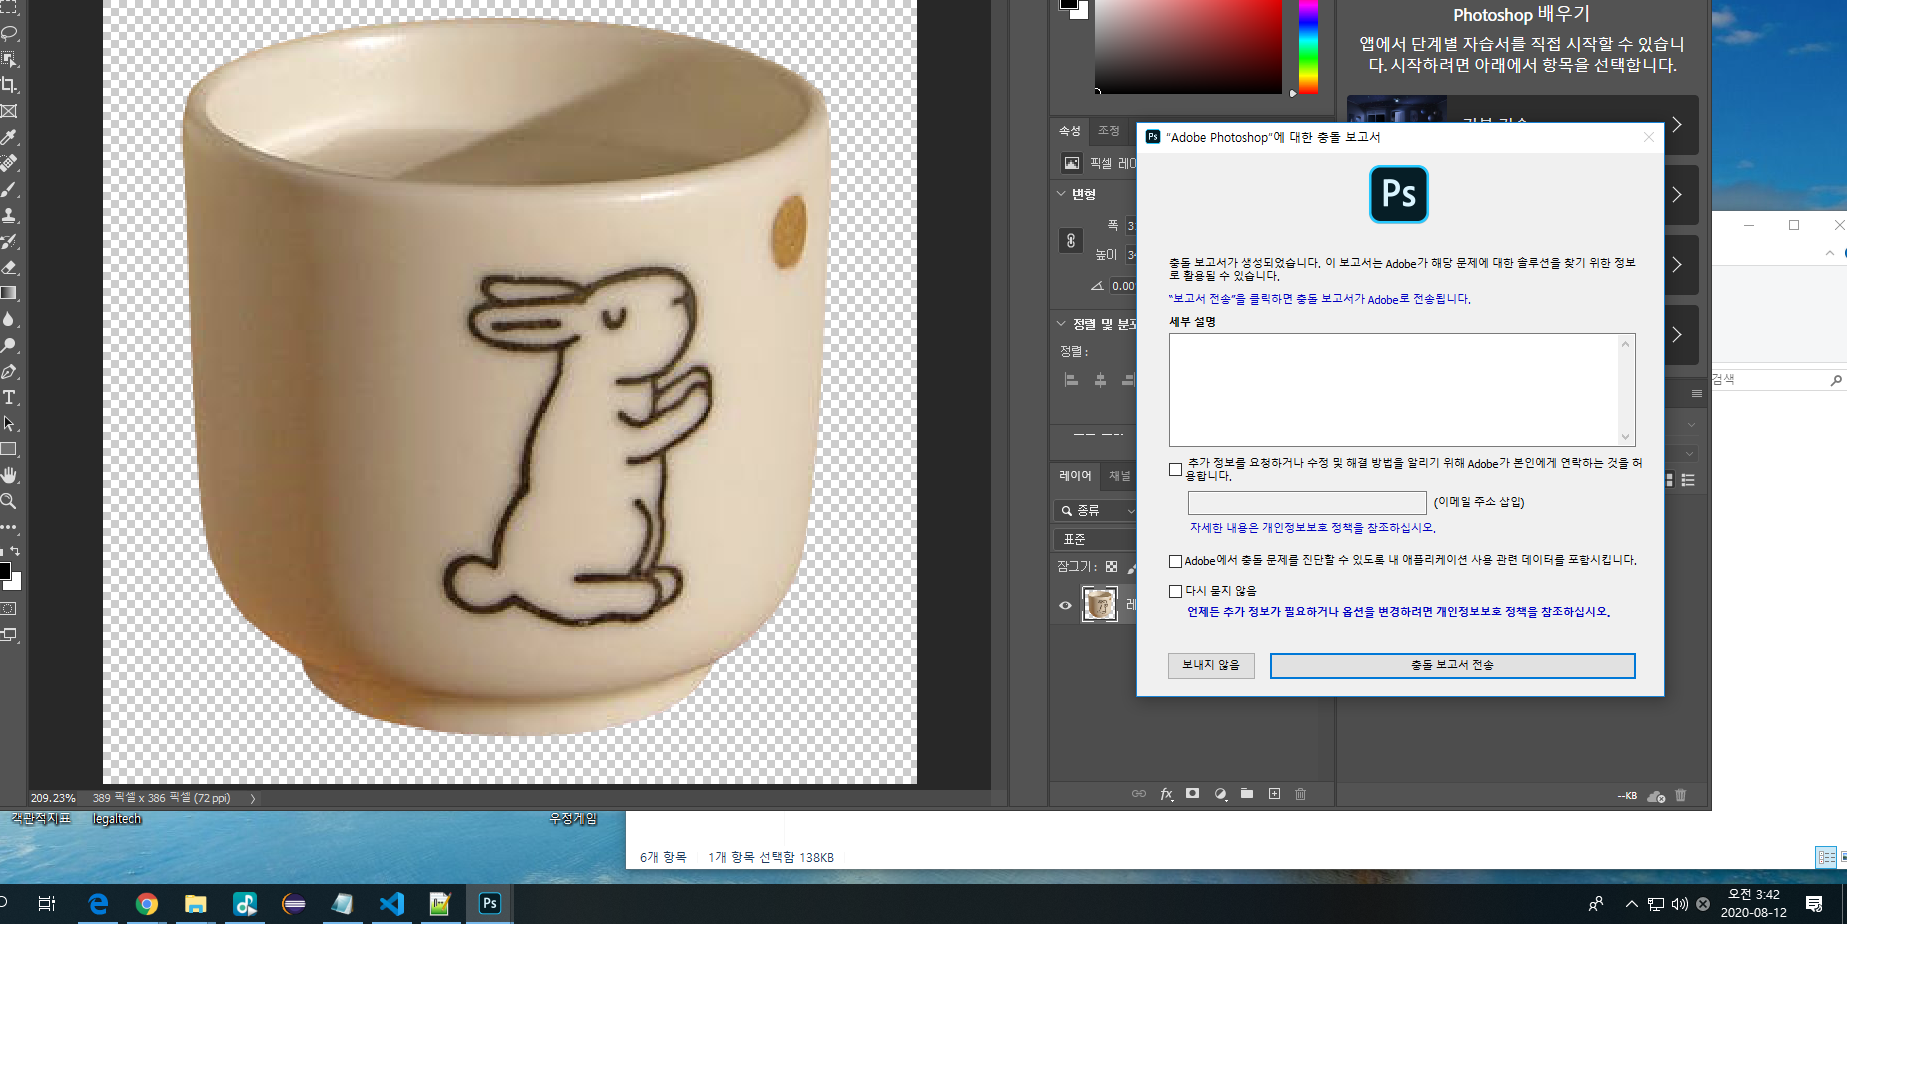 Photoshop 배우기
앱에서 단계별 자습서를 직접 시작할 수 있습니
다. 시작하려면 아래에서 항목을 선택합니다.
속성
조정
픽셀 레이
변형
폭
높이
0.00
정렬 및 분포
정렬:
레이어
채널
종류
표준
잠그기:
레
Ps
"Adobe Photoshop"에 대한 충돌 보고서
Ps
충돌 보고서가 생성되었습니다. 이 보고서는 Adobe가 해당 문제에 대한 솔루션을 찾기 위한 정보
로 활용될 수 있습니다.
"보고서 전송"을 클릭하면 충돌 보고서가 Adobe로 전송됩니다.
세부 설명
추가 정보를 요청하거나 수정 및 해결 방법을 알리기 위해 Adobe가 본인에게 연락하는 것을 허
용합니다.
(이메일 주소 삽입)
자세한 내용은 개인정보보호 정책을 참조하십시오.
Adobe에서 충돌 문제를 진단할 수 있도록 내 애플리케이션 사용 관련 데이터를 포함시킵니다.
다시 묻지 않음
언제든 추가 정보가 필요하거나 옵션을 변경하려면 개인정보보호 정책을 참조하십시오.
보내지 않음
충돌 보고서 전송
검색
209.23%
389 픽셀 x 386 픽셀 (72 ppi)
--KB
객관적지표
legaltech
우정게임
6개 항목
1개 항목 선택함 138KB
Ps
오전 3:42
2020-08-12